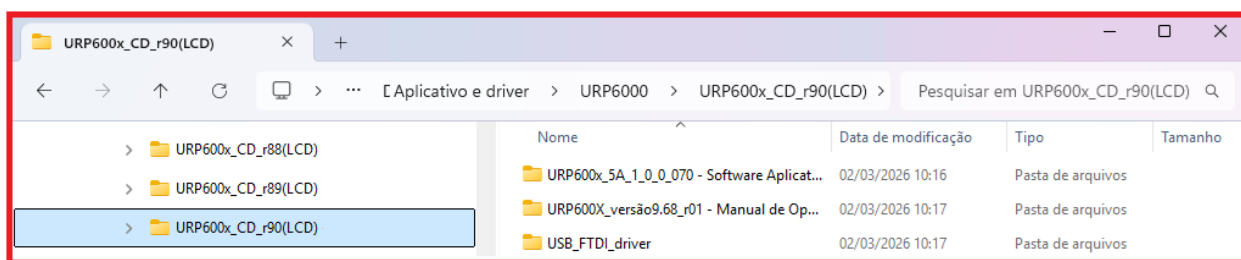 URP600x_CD_r90(LCD)
Aplicativo e driver > URP6000 > URP600x_CD_r90(LCD) > Pesquisar em URP600x_CD_r90(LCD)
URP600x_CD_r88(LCD)
URP600x_CD_r89(LCD)
URP600x_CD_r90(LCD)
Nome Data de modificação Tipo Tamanho
URP600x_5A_1_0_0_070 - Software Aplicat... 02/03/2026 10:16 Pasta de arquivos
URP600X_versão9.68_r01 - Manual de Op... 02/03/2026 10:17 Pasta de arquivos
USB_FTDI_driver 02/03/2026 10:17 Pasta de arquivos